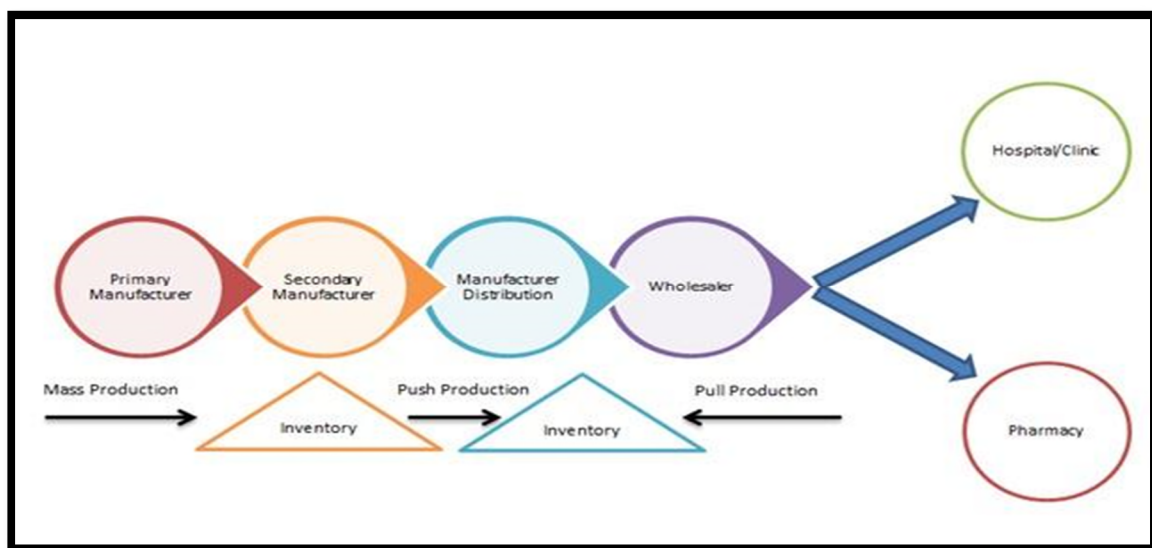 Hospital/Clinic
Primary
Manufacturer
Secondary
Manufacturer
Manufacturer
Distribution
Wholesaler
Mass Production
Push Production
Pull Production
Inventory
Inventory
Pharmacy